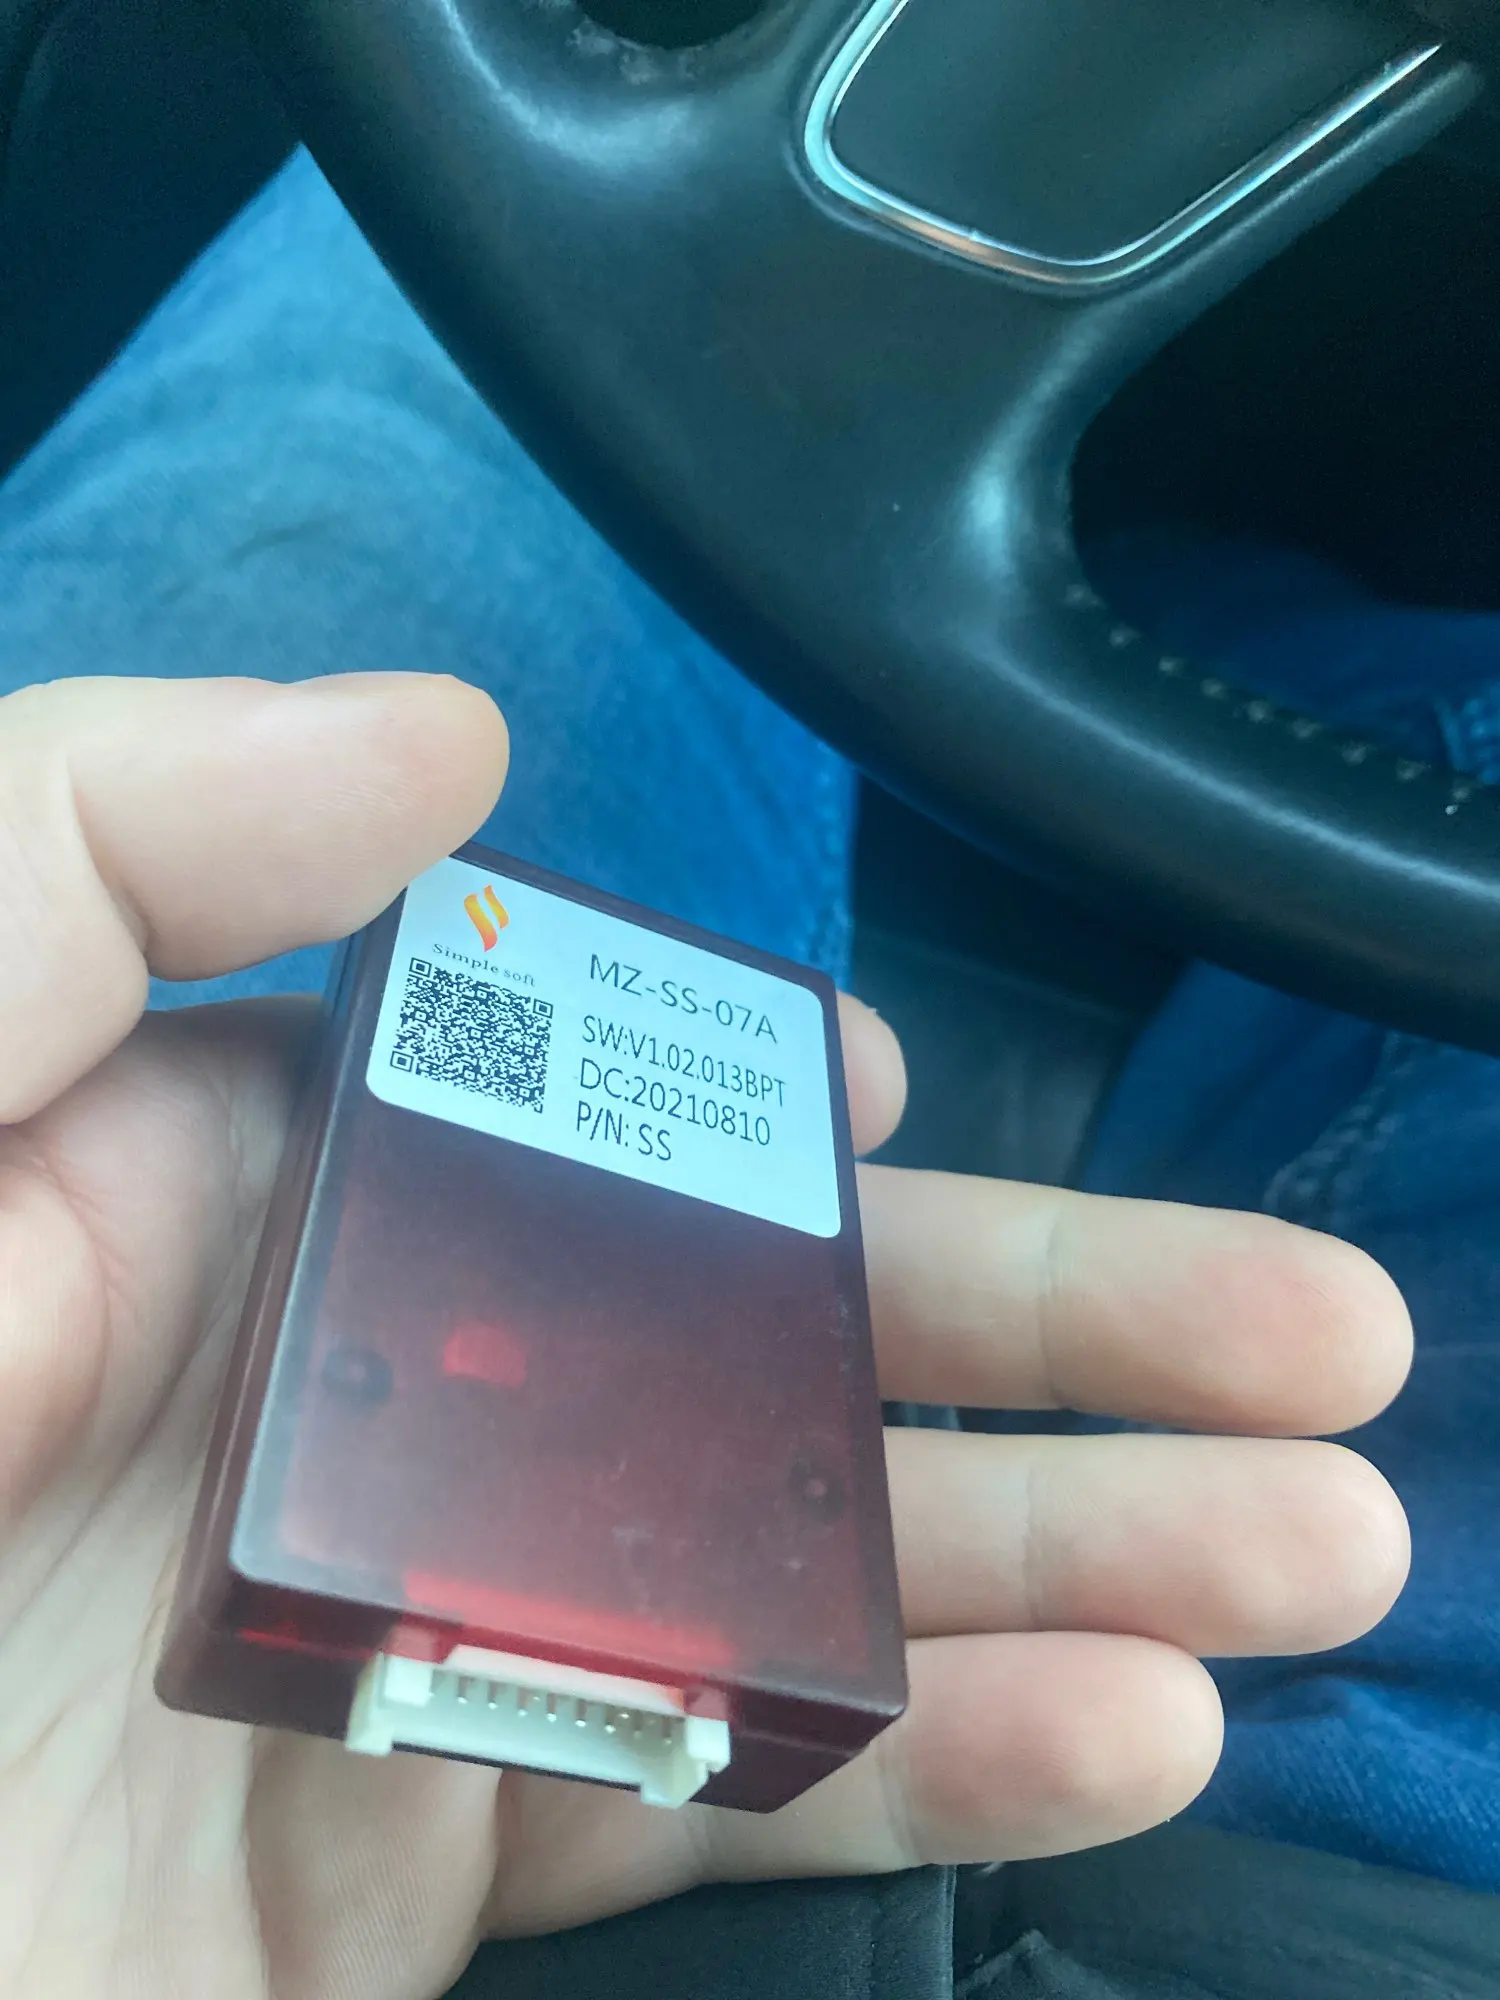 Simple soft
MZ-SS-07A
SW:V1.02.013BPT
DC:20210810
P/N: SS